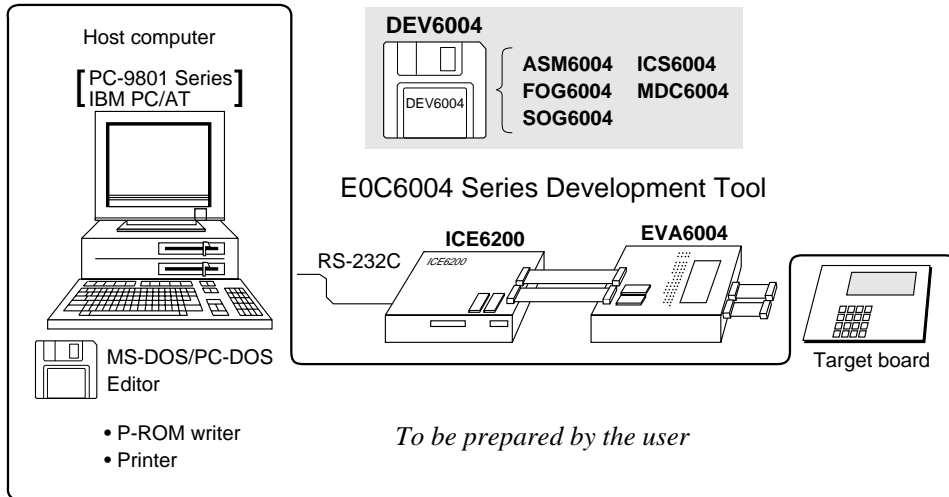 Host computer
[PC-9801 Series
IBM PC/AT]
DEV6004
DEV6004
ASM6004 ICS6004
FOG6004 MDC6004
SOG6004
E0C6004 Series Development Tool
RS-232C
ICE6200
ICE6200
EVA6004
Target board
MS-DOS/PC-DOS
Editor
• P-ROM writer
• Printer
To be prepared by the user